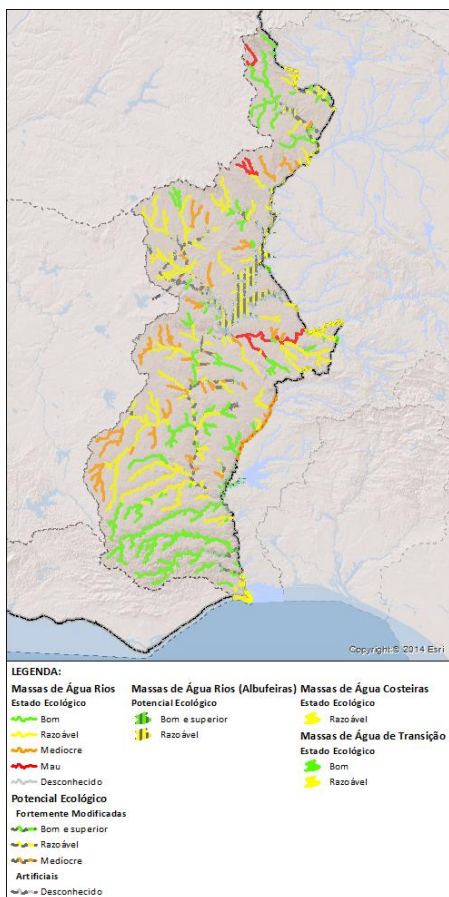 Copyright:© 2014 Esri
LEGENDA:
Massas de Água Rios
Estado Ecológico
Bom
Razoável
Medíocre
Mau
Desconhecido
Potencial Ecológico
Fortemente Modificadas
Bom e superior
Razoável
Medíocre
Artificiais
Desconhecido
Massas de Água Rios (Albufeiras)
Potencial Ecológico
Bom e superior
Razoável
Massas de Água Costeiras
Estado Ecológico
Razoável
Massas de Água de Transição
Estado Ecológico
Bom
Razoável